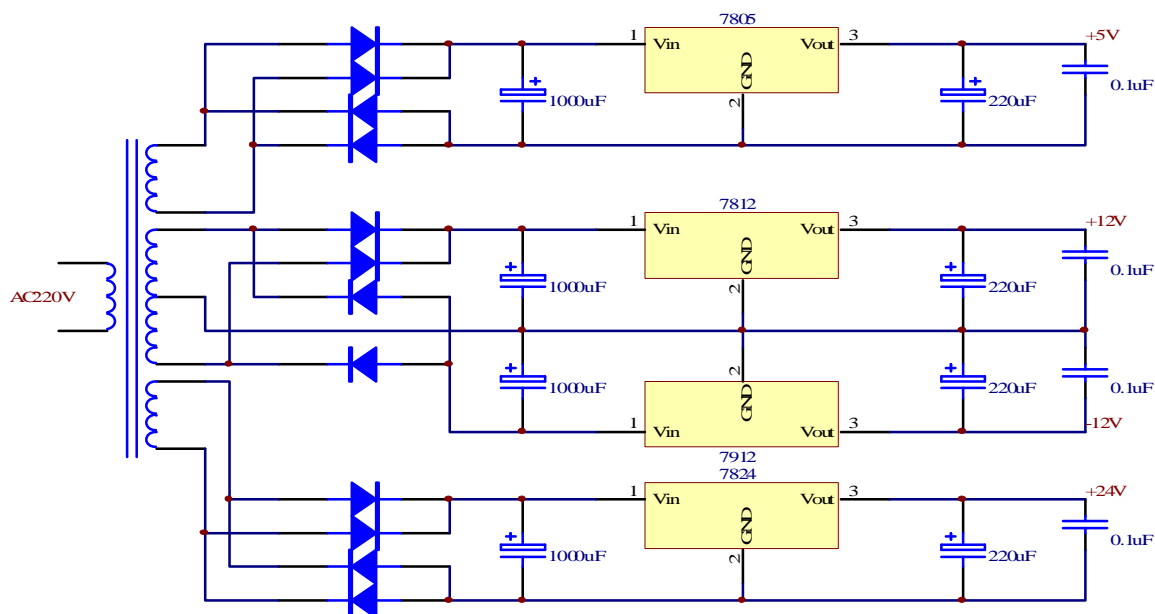 7805
1 Vin Vout 3 +5V
GND
2
1000uF
220uF
0.1uF
7812
1 Vin Vout 3 +12V
GND
2
1000uF
220uF
0.1uF
AC220V
2
GND
1000uF
220uF
0.1uF
1 Vin Vout 3 -12V
7912
7824
1 Vin Vout 3 +24V
GND
2
1000uF
220uF
0.1uF